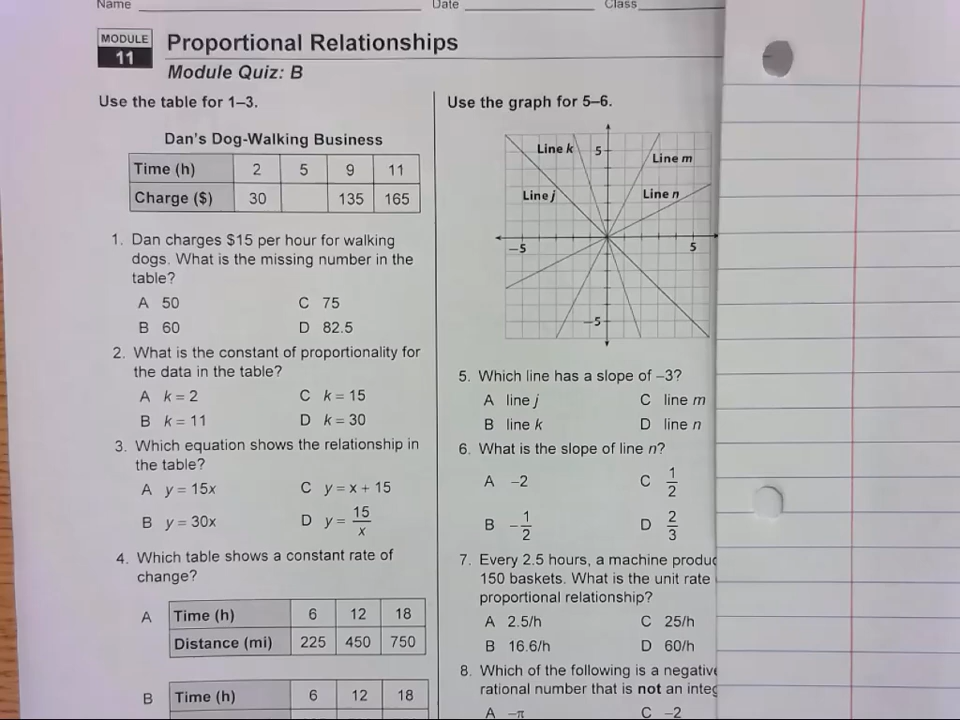 Name Date Class
MODULE 11
Proportional Relationships
Module Quiz: B
Use the table for 1–3.
Dan's Dog-Walking Business
Time (h) 2 5 9 11
Charge ($) 30 135 165
1. Dan charges $15 per hour for walking
dogs. What is the missing number in the
table?
A 50 C 75
B 60 D 82.5
2. What is the constant of proportionality for
the data in the table?
A k = 2 C k = 15
B k = 11 D k = 30
3. Which equation shows the relationship in
the table?
A y = 15x C y = x + 15
B y = 30x D y = 15/x
4. Which table shows a constant rate of
change?
A Time (h) 6 12 18
Distance (mi) 225 450 750
B Time (h) 6 12 18
Use the graph for 5–6.
Line k 5
Line m
Line j
Line n
–5 5
–5
5. Which line has a slope of –3?
A line j C line m
B line k D line n
6. What is the slope of line n?
A –2 C 1/2
B –1/2 D 2/3
7. Every 2.5 hours, a machine produc
150 baskets. What is the unit rate
proportional relationship?
A 2.5/h C 25/h
B 16.6/h D 60/h
8. Which of the following is a negative
rational number that is not an integ
A –π C –2